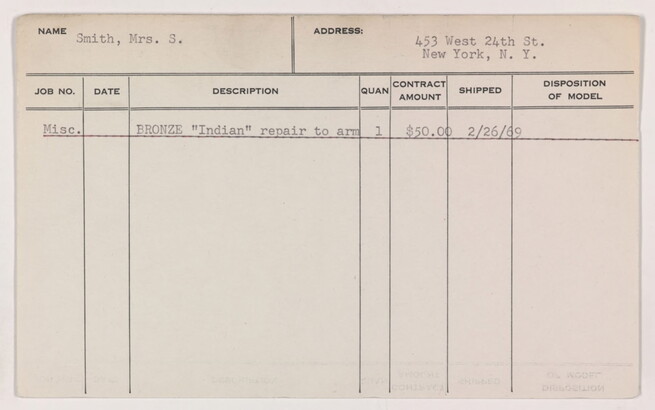 NAME Smith, Mrs. S. ADDRESS: 453 West 24th St.
New York, N. Y.
JOB NO. DATE DESCRIPTION QUAN CONTRACT AMOUNT SHIPPED DISPOSITION OF MODEL
Misc. BRONZE "Indian" repair to arm 1 $50.00 2/26/69